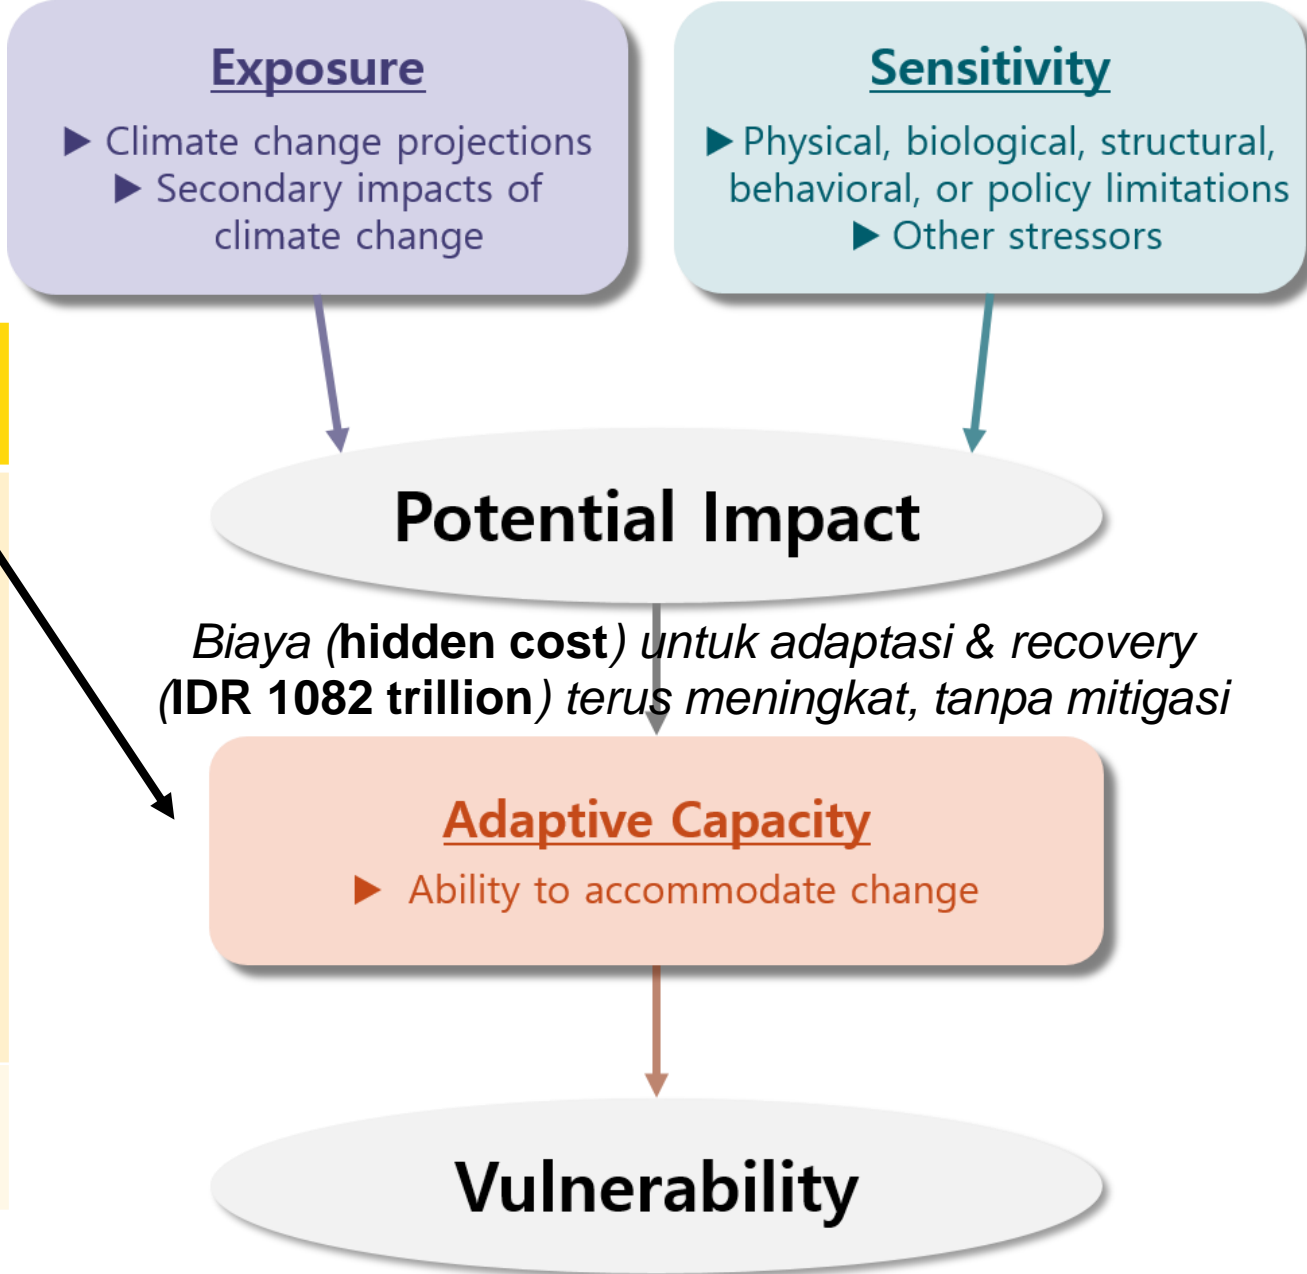 Exposure
▶ Climate change projections
▶ Secondary impacts of
climate change
Sensitivity
▶ Physical, biological, structural,
behavioral, or policy limitations
▶ Other stressors
Potential Impact
Biaya (hidden cost) untuk adaptasi & recovery
(IDR 1082 trillion) terus meningkat, tanpa mitigasi
Adaptive Capacity
▶ Ability to accommodate change
Vulnerability